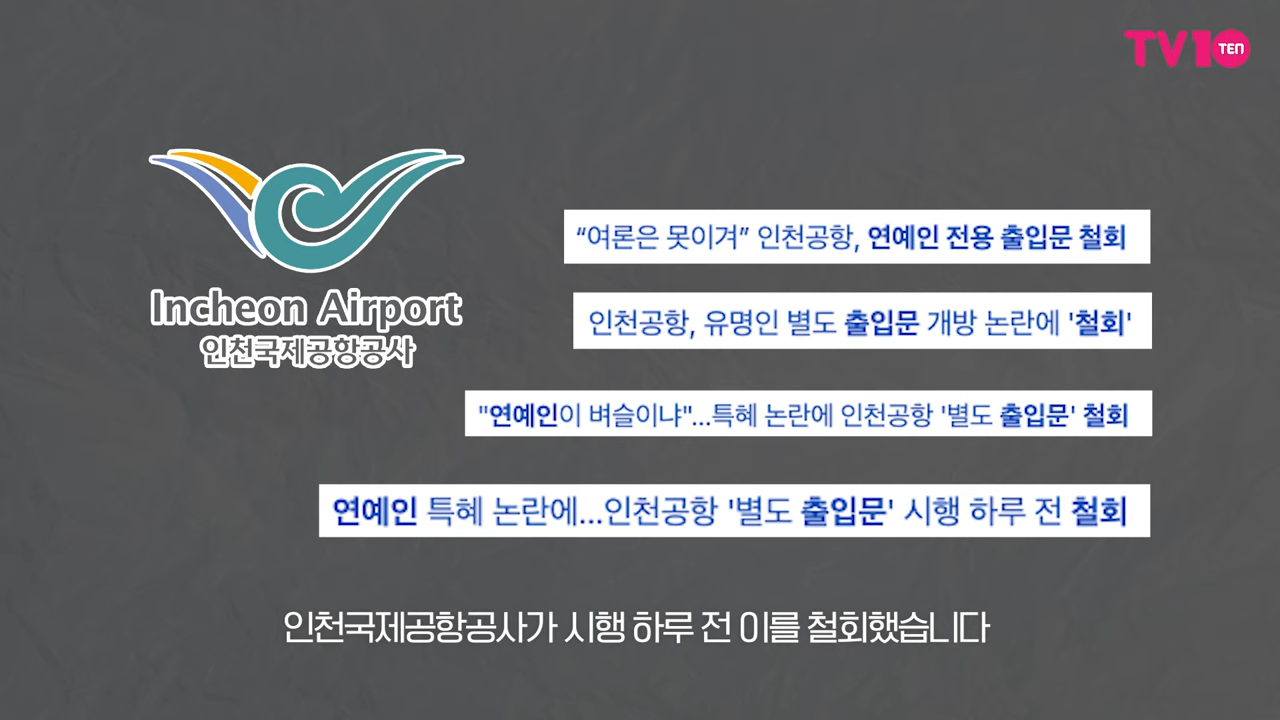 TV10
TEN
Incheon Airport
인천국제공항공사
“여론은 못이겨” 인천공항, 연예인 전용 출입문 철회
인천공항, 유명인 별도 출입문 개방 논란에 '철회'
"연예인이 벼슬이냐"...특혜 논란에 인천공항 '별도 출입문' 철회
연예인 특혜 논란에...인천공항 '별도 출입문' 시행 하루 전 철회
인천국제공항공사가 시행 하루 전 이를 철회했습니다